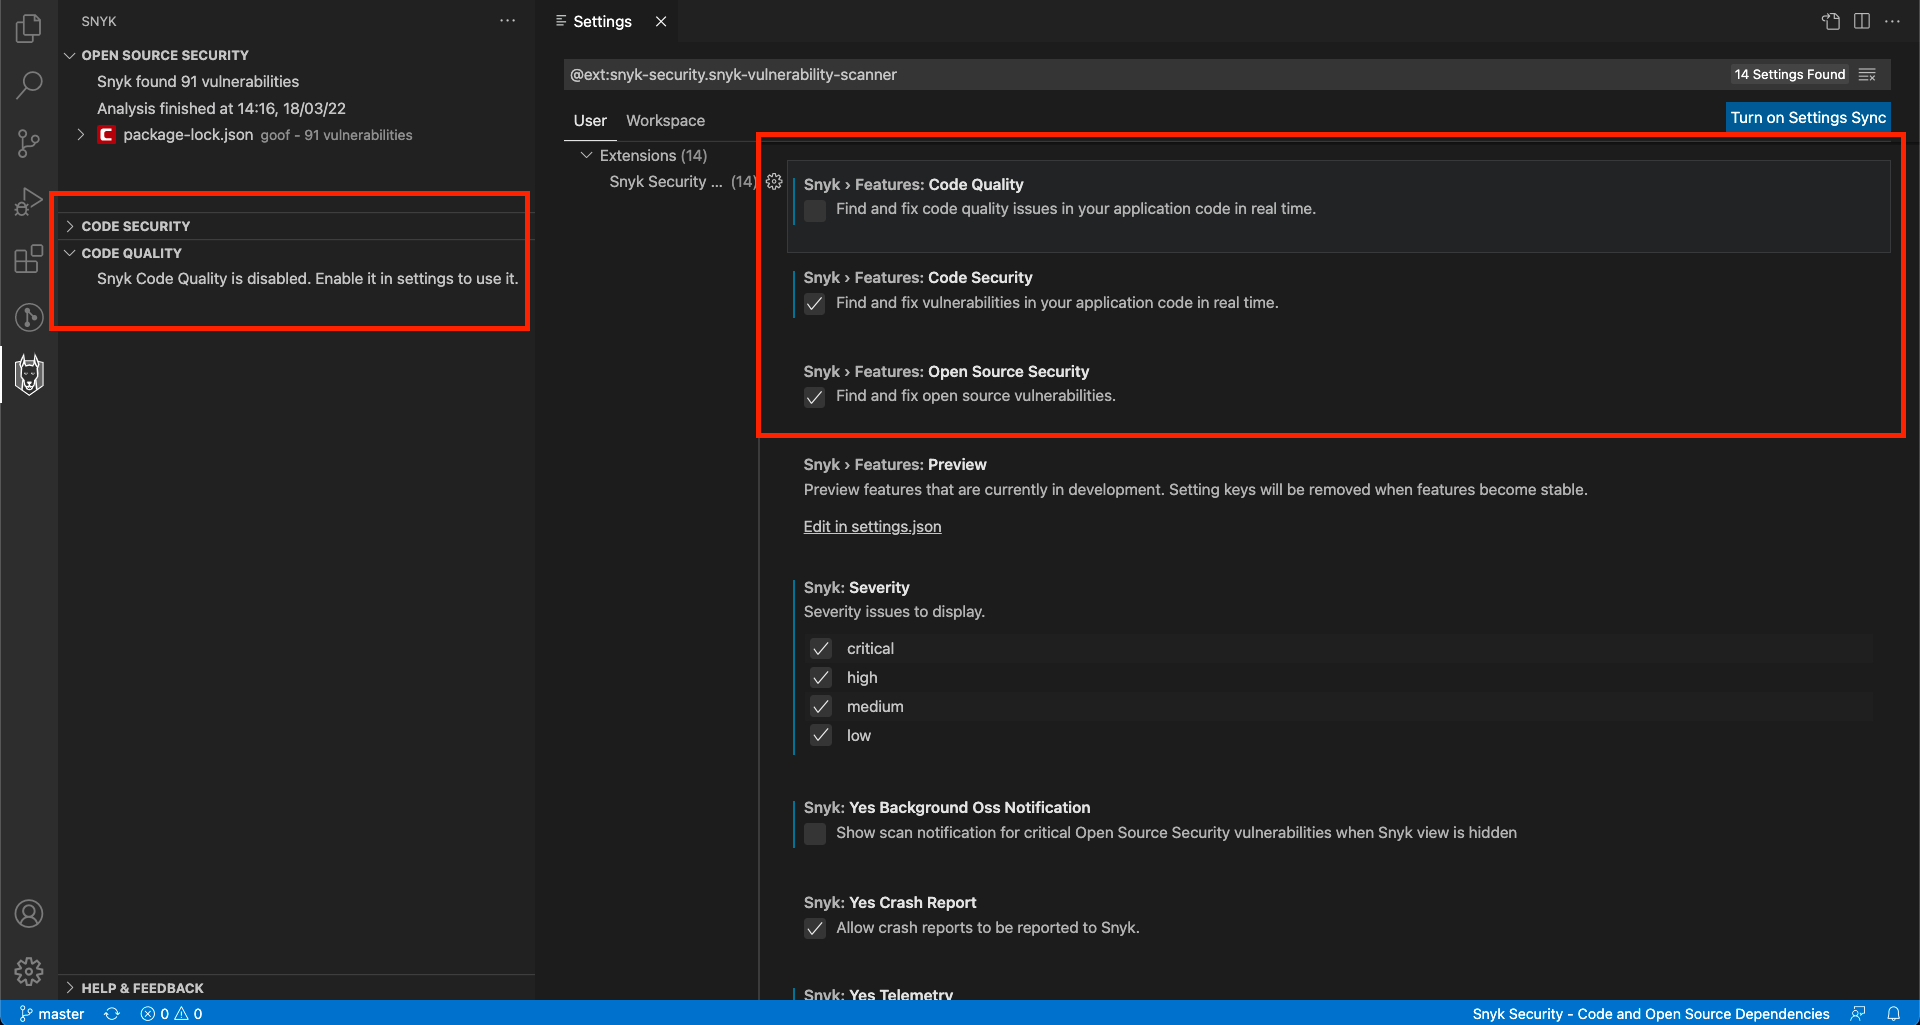 SNYK
OPEN SOURCE SECURITY
Snyk found 91 vulnerabilities
Analysis finished at 14:16, 18/03/22
package-lock.json goof - 91 vulnerabilities
CODE SECURITY
CODE QUALITY
Snyk Code Quality is disabled. Enable it in settings to use it.
HELP & FEEDBACK
Settings
@ext:snyk-security.snyk-vulnerability-scanner
14 Settings Found
User Workspace
Turn on Settings Sync
Extensions (14)
Snyk Security ... (14)
Snyk › Features: Code Quality
Find and fix code quality issues in your application code in real time.
Snyk › Features: Code Security
Find and fix vulnerabilities in your application code in real time.
Snyk › Features: Open Source Security
Find and fix open source vulnerabilities.
Snyk › Features: Preview
Preview features that are currently in development. Setting keys will be removed when features become stable.
Edit in settings.json
Snyk: Severity
Severity issues to display.
critical
high
medium
low
Snyk: Yes Background Oss Notification
Show scan notification for critical Open Source Security vulnerabilities when Snyk view is hidden
Snyk: Yes Crash Report
Allow crash reports to be reported to Snyk.
Snyk: Yes Telemetry
master 0 0
Snyk Security - Code and Open Source Dependencies